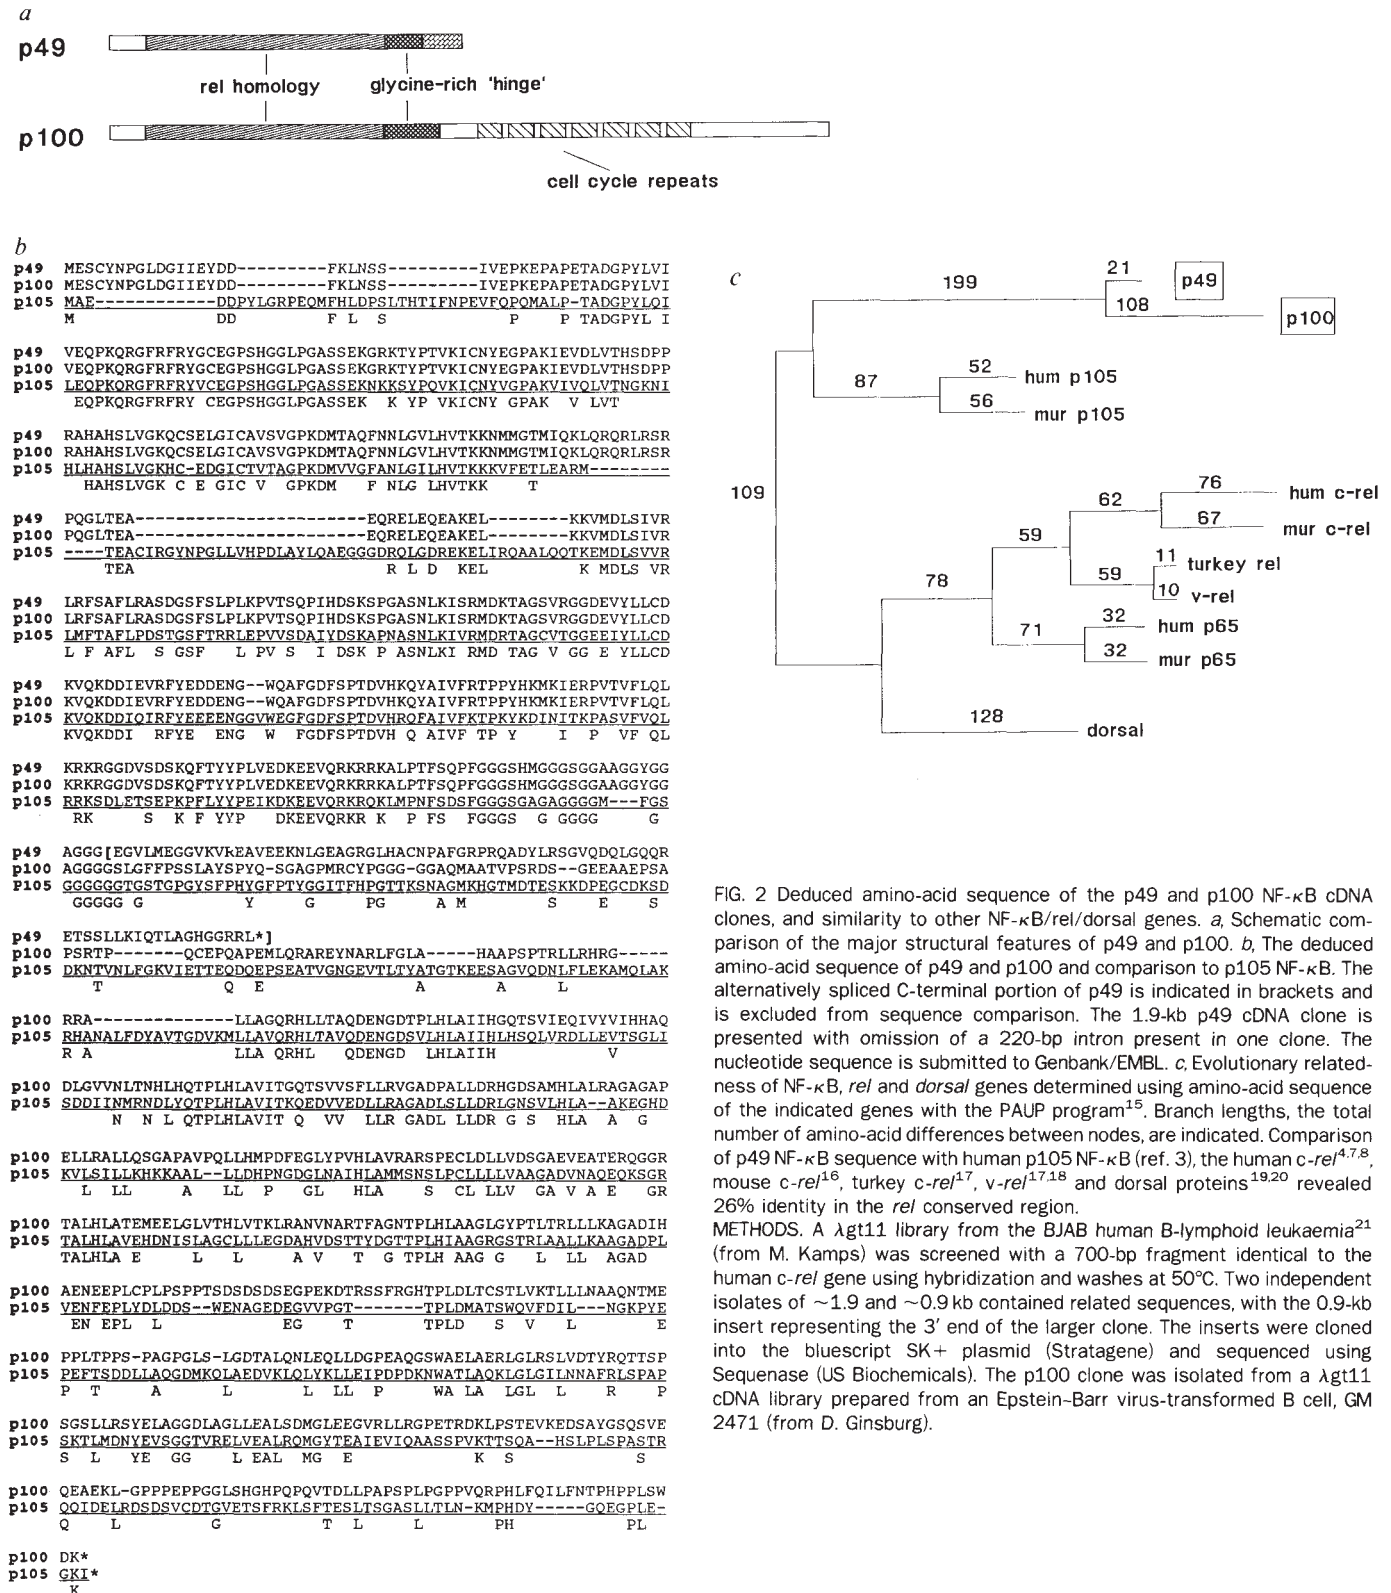 a
p49
rel homology
glycine-rich 'hinge'
p100
cell cycle repeats
b
p49 MESCYNPGLDGIIEYDD---------FKLNSS---------IVEPKEPAPETADGPYLVI
p100 MESCYNPGLDGIIEYDD---------FKLNSS---------IVEPKEPAPETADGPYLVI
p105 MAE------------DDPYLGRPEQMFHLDPSLTHTIFNPEVFQPQMALP-TADGPYLQI
M DD F L S P P TADGPYL I
p49 VEQPKQRGFRFRYGCEGPSHGGLPGASSEKGRKTYPTVKICNYEGPAKIEVDLVTHSDPP
p100 VEQPKQRGFRFRYGCEGPSHGGLPGASSEKGRKTYPTVKICNYEGPAKIEVDLVTHSDPP
p105 LEQPKQRGFRFRYVCEGPSHGGLPGASSEKNKKSYPQVKICNYVGPAKVIVQLVTNGKNI
EQPKQRGFRFRY CEGPSHGGLPGASSEK K YP VKICNY GPAK V LVT
p49 RAHAHSLVGKQCSELGICAVSVGPKDMTAQFNNLGVLHVTKKNMMGTMIQKLQRQRLRSR
p100 RAHAHSLVGKQCSELGICAVSVGPKDMTAQFNNLGVLHVTKKNMMGTMIQKLQRQRLRSR
p105 HLHAHSLVGKHC-EDGICTVTAGPKDMVVGFANLGILHVTKKKVFETLEARM--------
HAHSLVGK C E GIC V GPKDM F NLG LHVTKK T
p49 PQGLTEA------------------EQRELEQEAKEL--------KKVMDLSIVR
p100 PQGLTEA------------------EQRELEQEAKEL--------KKVMDLSIVR
p105 ----TEACIRGYNPGLLVHPDLAYLQAEGGGDRQLGDREKELIRQAALQQTKEMDLSVVR
TEA R L D KEL K MDLS VR
p49 LRFSAFLRASDGSFSLPLKPVTSQPIHDSKSPGASNLKISRMDKTAGSVRGGDEVYLLCD
p100 LRFSAFLRASDGSFSLPLKPVTSQPIHDSKSPGASNLKISRMDKTAGSVRGGDEVYLLCD
p105 LMFTAFLPDSTGSFTRRLEPVVSDAIYDSKAPNASNLKIVRMDRTAGCVTGGEEIYLLCD
L F AFL S GSF L PV S I DSK P ASNLKI RMD TAG V GG E YLLCD
p49 KVQKDDIEVRFYEDDENG--WQAFGDFSPTDVHKQYAIVFRTPPYHKMKIERPVTVFLQL
p100 KVQKDDIEVRFYEDDENG--WQAFGDFSPTDVHKQYAIVFRTPPYHKMKIERPVTVFLQL
p105 KVQKDDIQIRFYEEEENGGVWEGFGDFSPTDVHRQFAIVFKTPKYKDINITKPASVFVQL
KVQKDDI RFYE ENG W FGDFSPTDVH Q AIVF TP Y I P VF QL
p49 KRKRGGDVSDSKQFTYYPLVEDKEEVQRKRRKALPTFSQPFGGGSHMGGGSGGAAGGYGG
p100 KRKRGGDVSDSKQFTYYPLVEDKEEVQRKRRKALPTFSQPFGGGSHMGGGSGGAAGGYGG
p105 RRKSDLETSEPKPFLYYPEIKDKEEVQRKRQKLMPNFSDSFGGGSGAGAGGGGM---FGS
RK S K F YYP DKEEVQRKR K P FS FGGGS G GGGG G
p49 AGGG[EGVLMEGGVKVREAVEEKNLGEAGRGLHACNPAFGRPRQADYLRSGVQDQLGQQR
p100 AGGGGSLGFFPSSLAYSPYQ-SGAGPMRCYPGGG-GGAQMAATVPSRDS--GEEAAEPSA
p105 GGGGGGTGSTGPGYSFPHYGFPTYGGITFHPGTTKSNAGMKHGTMDTESKKDPEGCDKSD
GGGGG G Y G PG A M S E S
p49 ETSSLLKIQTLAGHGGRRL*]
p100 PSRTP-------QCEPQAPEMLQRAREYNARLFGLA-----HAAPSPTRLLRHRG-----
p105 DKNTVNLFGKVIETTEQDQEPSEATVGNGEVTLTYATGTKEESAGVQDNLFLEKAMQLAK
T Q E A A L
p100 RRA--------------LLAGQRHLLTAQDENGDTPLHLAIIHGQTSVIEQIVYVIHHAQ
p105 RHANALFDYAVTGDVKMLLAVQRHLTAVQDENGDSVLHLAIIHLHSQLVRDLLEVTSGLI
R A LLA QRHL QDENGD LHLAIIH V
p100 DLGVVNLTNHLHQTPLHLAVITGQTSVVSFLLRVGADPALLDRHGDSAMHLALRAGAGAP
p105 SDDIINMRNDLYQTPLHLAVITKQEDVVEDLLRAGADLSLLDRLGNSVLHLA--AKEGHD
N N L QTPLHLAVIT Q VV LLR GADL LLDR G S HLA A G
p100 ELLRALLQSGAPAVPQLLHMPDFEGLYPVHLAVRARSPECLDLLVDSGAEVEATERQGGR
p105 KVLSILLKHKKAAL--LLDHPNGDGLNAIHLAMMSNSLPCLLLLVAAGADVNAQEQKSGR
L LL A LL P GL HLA S CL LLV GA V A E GR
p100 TALHLATEMEELGLVTHLVTKLRANVNARTFAGNTPLHLAAGLGYPTLTRLLLKAGADIH
p105 TALHLAVEHDNISLAGCLLLEGDAHVDSTTYDGTTPLHIAAGRGSTRLAALLKAAGADPL
TALHLA E L L A V T G TPLH AAG G L LL AGAD
p100 AENEEPLCPLPSPPTSDSDSDSEGPEKDTRSSFRGHTPLDLTCSTLVKTLLLNAAQNTME
p105 VENFEPLYDLDDS--WENAGEDEGVVPGT-------TPLDMATSWQVFDIL---NGKPYE
EN EPL L EG T TPLD S V L E
p100 PPLTPPS-PAGPGLS-LGDTALQNLEQLLDGPEAQGSWAELAERLGLRSLVDTYRQTTSP
p105 PEFTSDDLLAQGDMKQLAEDVKLQLYKLLEIPDPDKNWATLAQKLGLGILNNAFRLSPAP
P T A L L LL P WA LA LGL L R P
p100 SGSLLRSYELAGGDLAGLLEALSDMGLEEGVRLLRGPETRDKLPSTEVKEDSAYGSQSVE
p105 SKTLMDNYEVSGGTVRELVEALRQMGYTEAIEVIQAASSPVKTTSQA--HSLPLSPASTR
S L YE GG L EAL MG E K S S
p100 QEAEKL-GPPPEPPGGLSHGHPQPQVTDLLPAPSPLPGPPVQRPHLFQILFNTPHPPLSW
p105 QQIDELRDSDSVCDTGVETSFRKLSFTESLTSGASLLTLN-KMPHDY-----GQEGPLE-
Q L G T L L PH PL
p100 DK*
p105 GKI*
K
c
199
21
p49
108
p100
87
52
hum p105
56
mur p105
109
62
76
hum c-rel
67
mur c-rel
59
78
59
11
turkey rel
10
v-rel
71
32
hum p65
32
mur p65
128
dorsal
FIG. 2 Deduced amino-acid sequence of the p49 and p100 NF-κB cDNA
clones, and similarity to other NF-κB/rel/dorsal genes. a, Schematic com-
parison of the major structural features of p49 and p100. b, The deduced
amino-acid sequence of p49 and p100 and comparison to p105 NF-κB. The
alternatively spliced C-terminal portion of p49 is indicated in brackets and
is excluded from sequence comparison. The 1.9-kb p49 cDNA clone is
presented with omission of a 220-bp intron present in one clone. The
nucleotide sequence is submitted to Genbank/EMBL. c, Evolutionary related-
ness of NF-κB, rel and dorsal genes determined using amino-acid sequence
of the indicated genes with the PAUP program15. Branch lengths, the total
number of amino-acid differences between nodes, are indicated. Comparison
of p49 NF-κB sequence with human p105 NF-κB (ref. 3), the human c-rel4,7,8,
mouse c-rel16, turkey c-rel17, v-rel17,18 and dorsal proteins19,20 revealed
26% identity in the rel conserved region.
METHODS. A λgt11 library from the BJAB human B-lymphoid leukaemia21
(from M. Kamps) was screened with a 700-bp fragment identical to the
human c-rel gene using hybridization and washes at 50°C. Two independent
isolates of ~1.9 and ~0.9 kb contained related sequences, with the 0.9-kb
insert representing the 3′ end of the larger clone. The inserts were cloned
into the bluescript SK+ plasmid (Stratagene) and sequenced using
Sequenase (US Biochemicals). The p100 clone was isolated from a λgt11
cDNA library prepared from an Epstein-Barr virus-transformed B cell, GM
2471 (from D. Ginsburg).